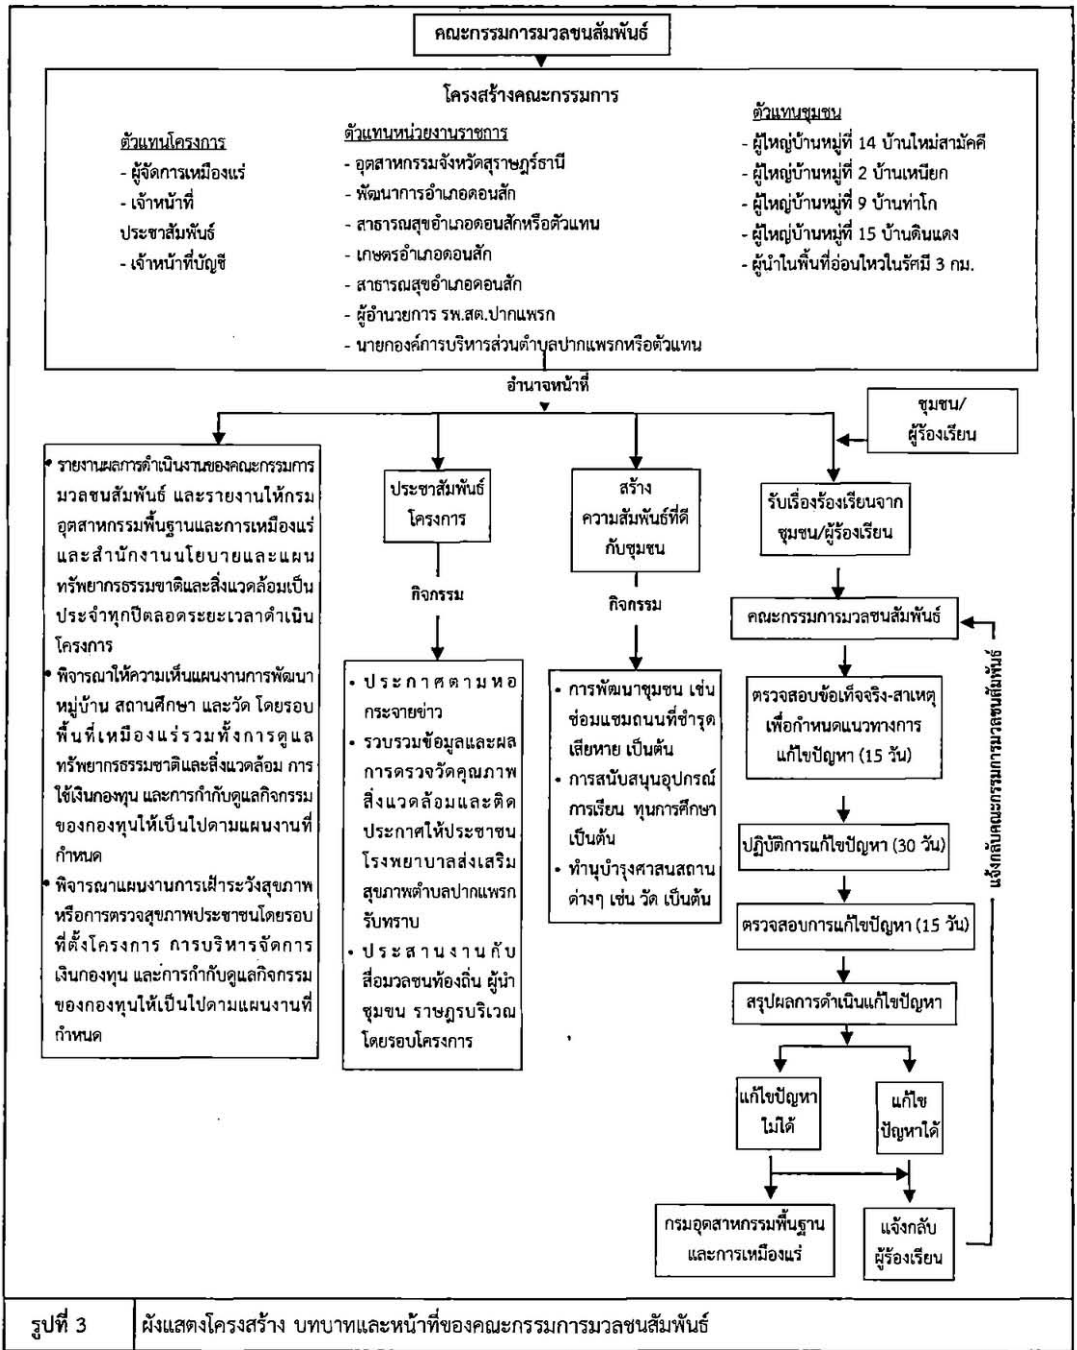 คณะกรรมการมวลชนสัมพันธ์
โครงสร้างคณะกรรมการ
ตัวแทนโครงการ
- ผู้จัดการเหมืองแร่
- เจ้าหน้าที่
ประชาสัมพันธ์
- เจ้าหน้าที่บัญชี
ตัวแทนหน่วยงานราชการ
- อุตสาหกรรมจังหวัดสุราษฎร์ธานี
- พัฒนาการอำเภอดอนสัก
- สาธารณสุขอำเภอดอนสักหรือตัวแทน
- เกษตรอำเภอดอนสัก
- สาธารณสุขอำเภอดอนสัก
- ผู้อำนวยการ รพ.สต.ปากแพรก
- นายกองค์การบริหารส่วนตำบลปากแพรกหรือตัวแทน
ตัวแทนชุมชน
- ผู้ใหญ่บ้านหมู่ที่ 14 บ้านใหม่สามัคคี
- ผู้ใหญ่บ้านหมู่ที่ 2 บ้านเหนียก
- ผู้ใหญ่บ้านหมู่ที่ 9 บ้านท่าโก
- ผู้ใหญ่บ้านหมู่ที่ 15 บ้านดินแดง
- ผู้นำในพื้นที่อ่อนไหวในรัศมี 3 กม.
อำนาจหน้าที่
ชุมชน/
ผู้ร้องเรียน
• รายงานผลการดำเนินงานของคณะกรรมการ
มวลชนสัมพันธ์ และรายงานให้กรม
อุตสาหกรรมพื้นฐานและการเหมืองแร่
และสำนักงานนโยบายและแผน
ทรัพยากรธรรมชาติและสิ่งแวดล้อมเป็น
ประจำทุกปีตลอดระยะเวลาดำเนิน
โครงการ
• พิจารณาให้ความเห็นแผนงานการพัฒนา
หมู่บ้าน สถานศึกษา และวัด โดยรอบ
พื้นที่เหมืองแร่รวมทั้งการดูแล
ทรัพยากรธรรมชาติและสิ่งแวดล้อม การ
ใช้เงินกองทุน และการกำกับดูแลกิจกรรม
ของกองทุนให้เป็นไปตามแผนงานที่
กำหนด
• พิจารณาแผนงานการเฝ้าระวังสุขภาพ
หรือการตรวจสุขภาพประชาชนโดยรอบ
ที่ตั้งโครงการ การบริหารจัดการ
เงินกองทุน และการกำกับดูแลกิจกรรม
ของกองทุนให้เป็นไปตามแผนงานที่
กำหนด
ประชาสัมพันธ์
โครงการ
กิจกรรม
• ประกาศตามหอ
กระจายข่าว
• รวบรวมข้อมูลและผล
การตรวจวัดคุณภาพ
สิ่งแวดล้อมและติด
ประกาศให้ประชาชน
โรงพยาบาลส่งเสริม
สุขภาพตำบลปากแพรก
รับทราบ
• ประสานงานกับ
สื่อมวลชนท้องถิ่น ผู้นำ
ชุมชน ราษฎรบริเวณ
โดยรอบโครงการ
สร้าง
ความสัมพันธ์ที่ดี
กับชุมชน
กิจกรรม
• การพัฒนาชุมชน เช่น
ซ่อมแซมถนนที่ชำรุด
เสียหาย เป็นต้น
• การสนับสนุนอุปกรณ์
การเรียน ทุนการศึกษา
เป็นต้น
• ทำนุบำรุงศาสนสถาน
ต่างๆ เช่น วัด เป็นต้น
รับเรื่องร้องเรียนจาก
ชุมชน/ผู้ร้องเรียน
คณะกรรมการมวลชนสัมพันธ์
ตรวจสอบข้อเท็จจริง-สาเหตุ
เพื่อกำหนดแนวทางการ
แก้ไขปัญหา (15 วัน)
ปฏิบัติการแก้ไขปัญหา (30 วัน)
ตรวจสอบการแก้ไขปัญหา (15 วัน)
สรุปผลการดำเนินแก้ไขปัญหา
แก้ไขปัญหา
ไม่ได้
แก้ไข
ปัญหาได้
กรมอุตสาหกรรมพื้นฐาน
และการเหมืองแร่
แจ้งกลับ
ผู้ร้องเรียน
แจ้งกลับคณะกรรมการมวลชนสัมพันธ์
รูปที่ 3
ผังแสดงโครงสร้าง บทบาทและหน้าที่ของคณะกรรมการมวลชนสัมพันธ์